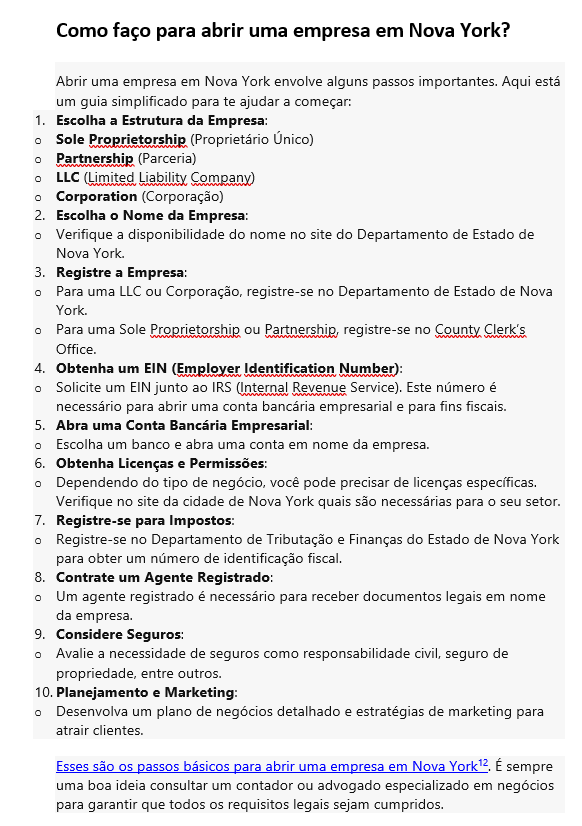 Como faço para abrir uma empresa em Nova York?
Abrir uma empresa em Nova York envolve alguns passos importantes. Aqui está
um guia simplificado para te ajudar a começar:
1. Escolha a Estrutura da Empresa:
o Sole Proprietorship (Proprietário Único)
o Partnership (Parceria)
o LLC (Limited Liability Company)
o Corporation (Corporação)
2. Escolha o Nome da Empresa:
o Verifique a disponibilidade do nome no site do Departamento de Estado de
Nova York.
3. Registre a Empresa:
o Para uma LLC ou Corporação, registre-se no Departamento de Estado de Nova
York.
o Para uma Sole Proprietorship ou Partnership, registre-se no County Clerk’s
Office.
4. Obtenha um EIN (Employer Identification Number):
o Solicite um EIN junto ao IRS (Internal Revenue Service). Este número é
necessário para abrir uma conta bancária empresarial e para fins fiscais.
5. Abra uma Conta Bancária Empresarial:
o Escolha um banco e abra uma conta em nome da empresa.
6. Obtenha Licenças e Permissões:
o Dependendo do tipo de negócio, você pode precisar de licenças específicas.
Verifique no site da cidade de Nova York quais são necessárias para o seu setor.
7. Registre-se para Impostos:
o Registre-se no Departamento de Tributação e Finanças do Estado de Nova York
para obter um número de identificação fiscal.
8. Contrate um Agente Registrado:
o Um agente registrado é necessário para receber documentos legais em nome
da empresa.
9. Considere Seguros:
o Avalie a necessidade de seguros como responsabilidade civil, seguro de
propriedade, entre outros.
10. Planejamento e Marketing:
o Desenvolva um plano de negócios detalhado e estratégias de marketing para
atrair clientes.
Esses são os passos básicos para abrir uma empresa em Nova York¹². É sempre
uma boa ideia consultar um contador ou advogado especializado em negócios
para garantir que todos os requisitos legais sejam cumpridos.